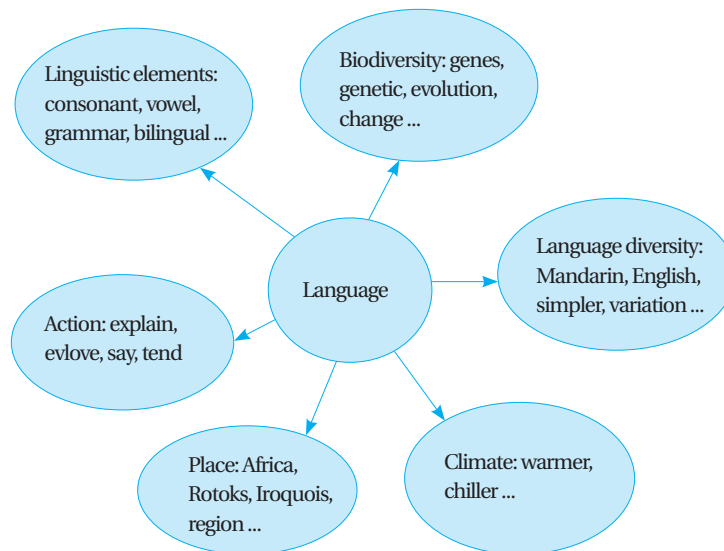 Linguistic elements:
consonant, vowel,
grammar, bilingual ...
Biodiversity: genes,
genetic, evolution,
change ...
Language diversity:
Mandarin, English,
simpler, variation ...
Language
Action: explain,
evlove, say, tend
Place: Africa,
Rotoks, Iroquois,
region ...
Climate: warmer,
chiller ...